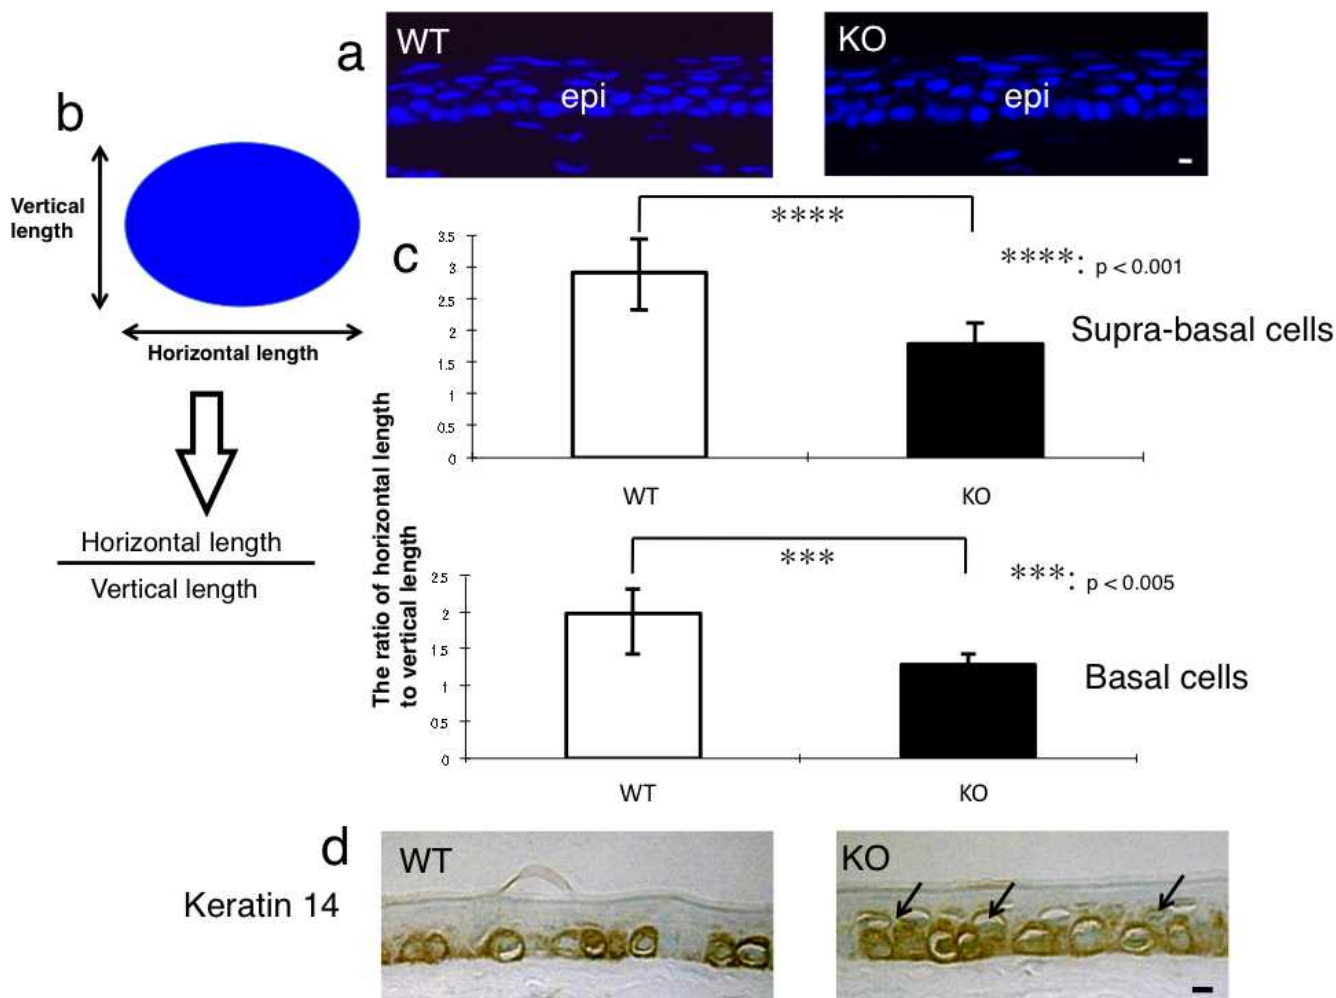 a
WT
epi
KO
epi
b
Vertical
length
Horizontal length
Horizontal length
Vertical length
c
The ratio of horizontal length
to vertical length
****
****: p < 0.001
3.5
3
2.5
2
1.5
1
0.5
0
WT
KO
Supra-basal cells
***
***: p < 0.005
2.5
2
1.5
1
0.5
0
WT
KO
Basal cells
d
Keratin 14
WT
KO